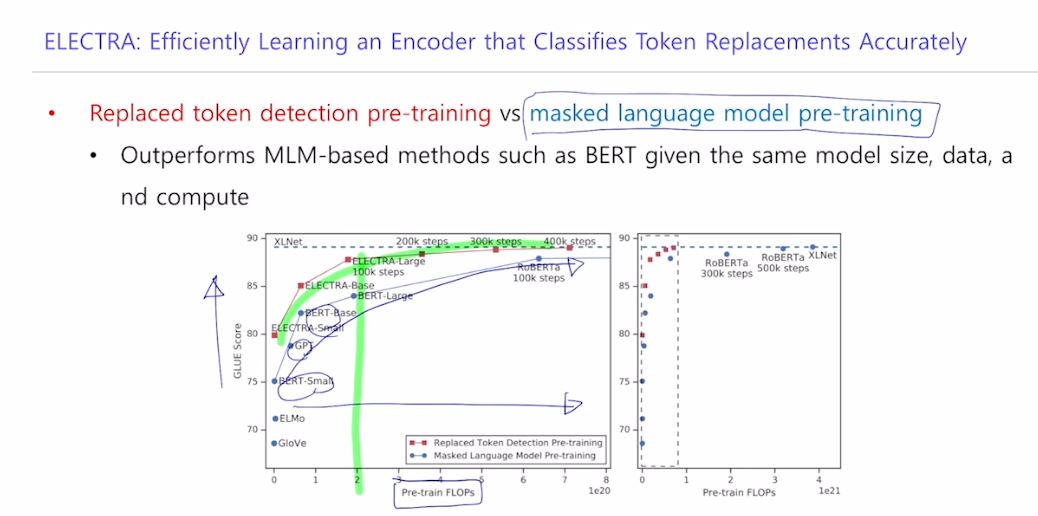 ELECTRA: Efficiently Learning an Encoder that Classifies Token Replacements Accurately
• Replaced token detection pre-training vs masked language model pre-training
• Outperforms MLM-based methods such as BERT given the same model size, data, a
nd compute
90
85
80
75
70
GLUE Score
XLNet
200k steps
300k steps
400k steps
ELECTRA-Large
100k steps
RoBERTa
100k steps
ELECTRA-Base
BERT-Large
BERT-Base
ELECTRA-Small
GPT
BERT-Small
ELMo
GloVe
Replaced Token Detection Pre-training
Masked Language Model Pre-training
0 1 2 3 4 5 6 7 8
Pre-train FLOPs
1e20
90
85
80
75
70
RoBERTa
300k steps
RoBERTa
500k steps
XLNet
0 1 2 3 4
Pre-train FLOPs
1e21